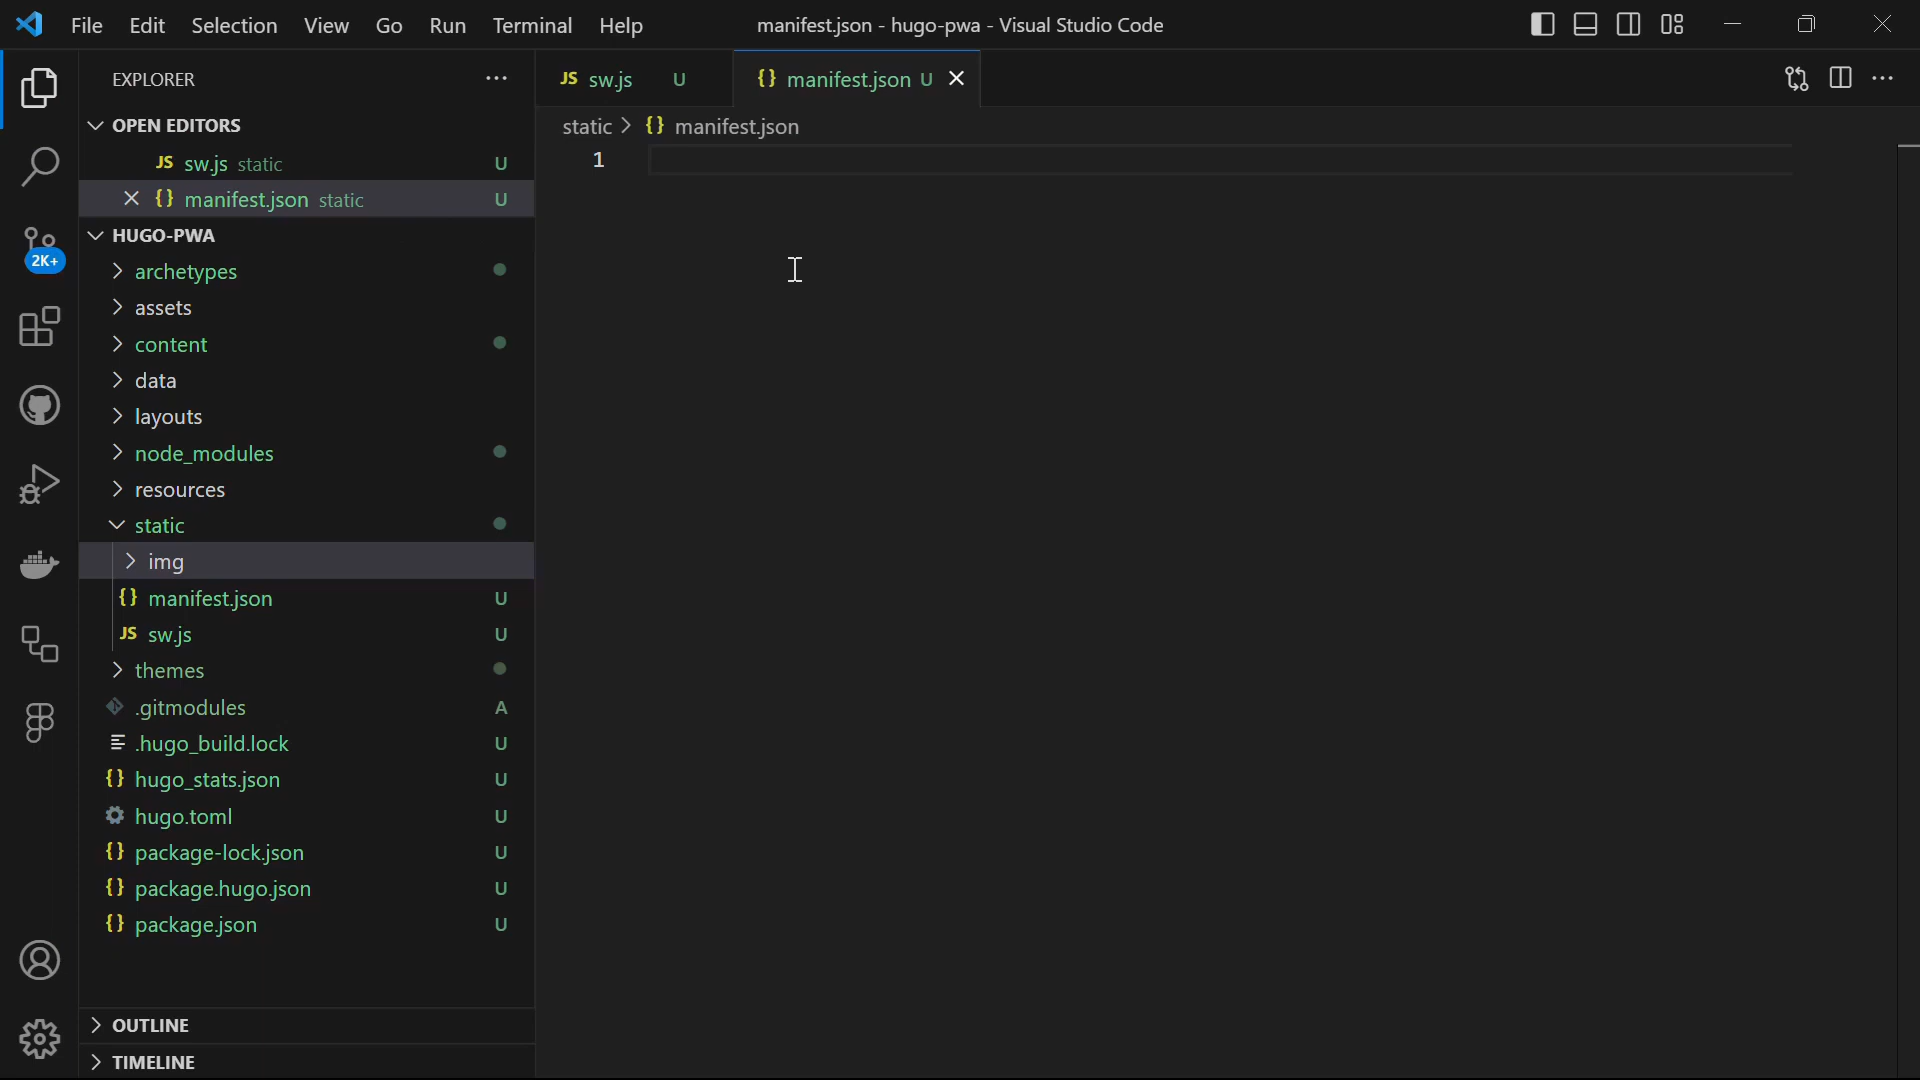 File Edit Selection View Go Run Terminal Help manifest.json - hugo-pwa - Visual Studio Code
EXPLORER ··· JS sw.js U {} manifest.json U
OPEN EDITORS static > {} manifest.json
1
JS sw.js static U
{} manifest.json static U
HUGO-PWA
2K+
archetypes
assets
content
data
layouts
node_modules
resources
static
img
{} manifest.json U
JS sw.js U
themes
.gitmodules A
.hugo_build.lock U
{} hugo_stats.json U
hugo.toml U
{} package-lock.json U
{} package.hugo.json U
{} package.json U
OUTLINE
TIMELINE